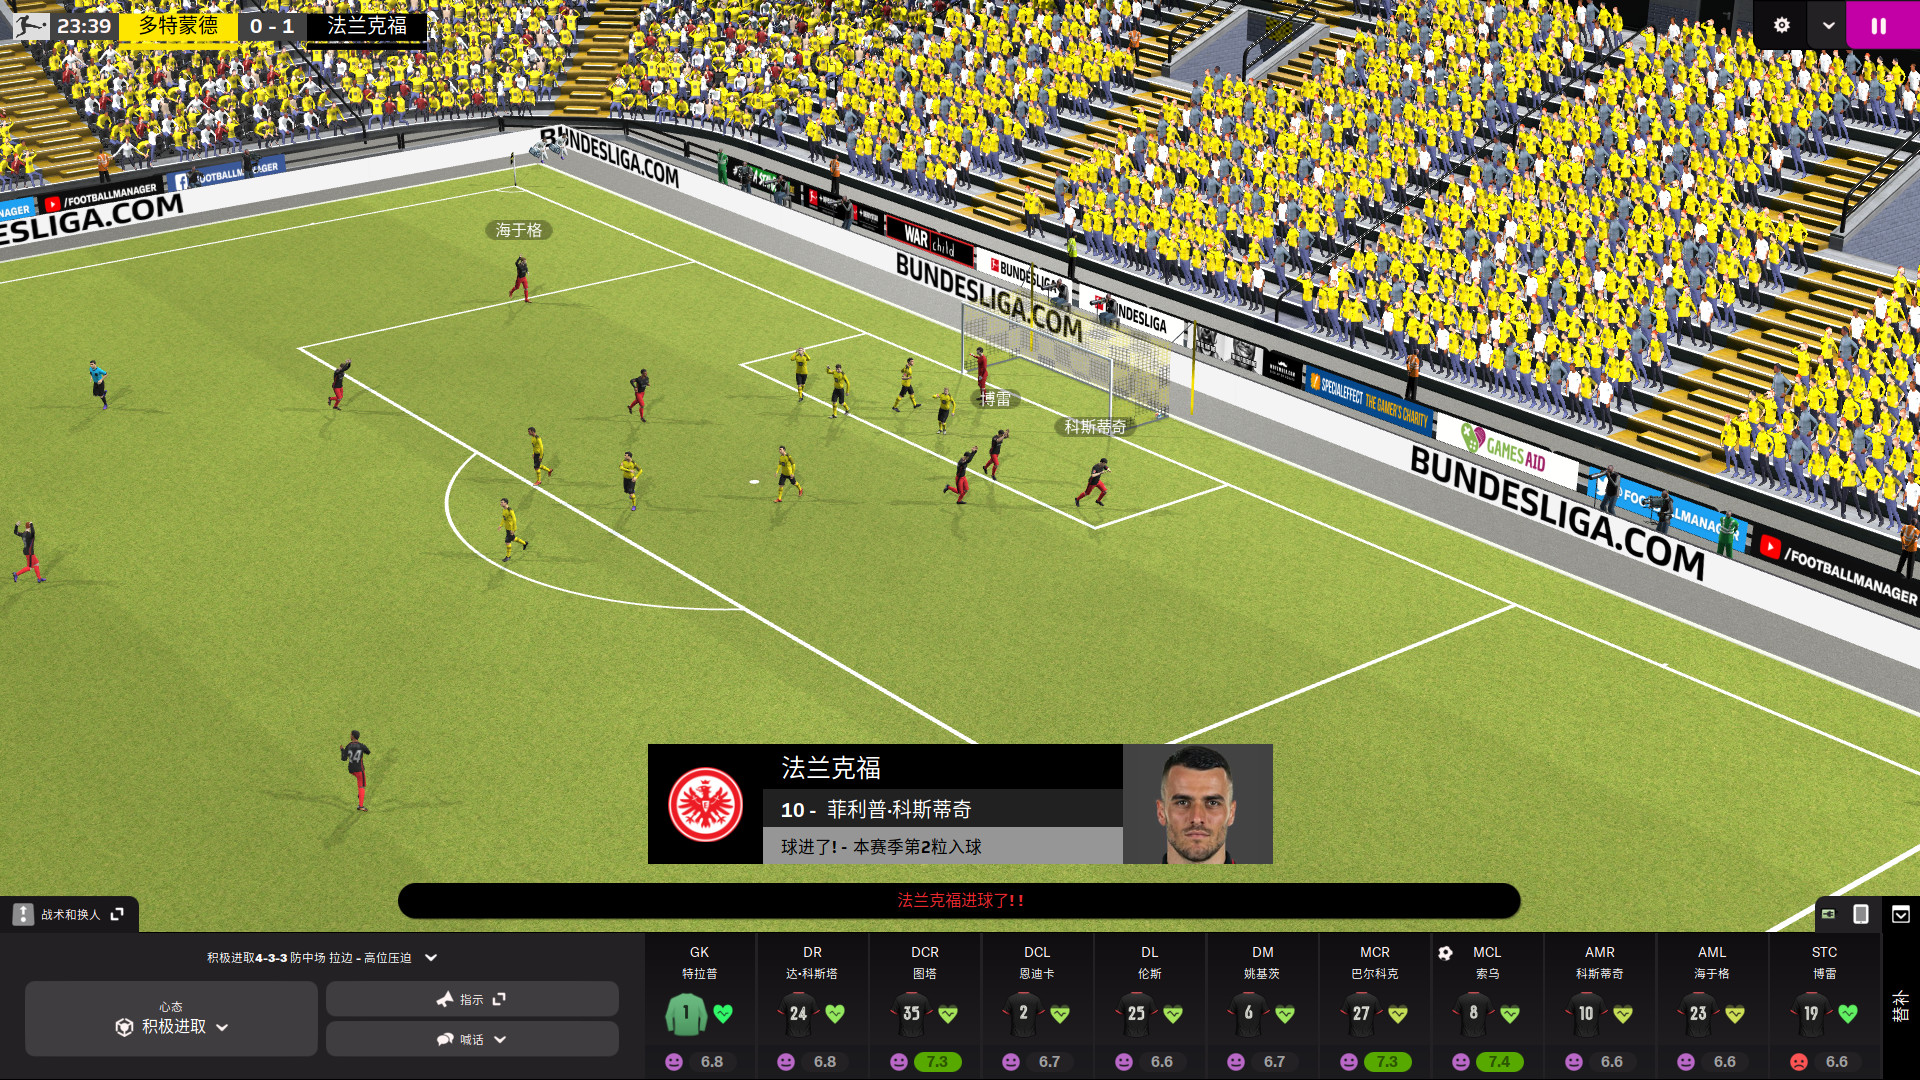 23:39 多特蒙德 0 - 1 法兰克福
BUNDESLIGA.COM
/FOOTBALLMANAGER
WAR child
BUNDESLIGA
BUNDESLIGA.COM
SPECIALEFFECT THE GAMER'S CHARITY
GAMESAID
BUNDESLIGA.COM
/FOOTBALLMANAGER
海于格
博雷
科斯蒂奇
24
法兰克福
10 - 菲利普·科斯蒂奇
球进了! - 本赛季第2粒入球
法兰克福进球了!!
战术和换人
积极进取4-3-3 防中场 拉边 - 高位压迫
心态
积极进取
指示
喊话
GK DR DCR DCL DL DM MCR MCL AMR AML STC
特拉普 达·科斯塔 图塔 恩迪卡 伦斯 姚基茨 巴尔科克 索乌 科斯蒂奇 海于格 博雷
1 24 35 2 25 6 27 8 10 23 19
6.8 6.8 7.3 6.7 6.6 6.7 7.3 7.4 6.6 6.6 6.6
替补